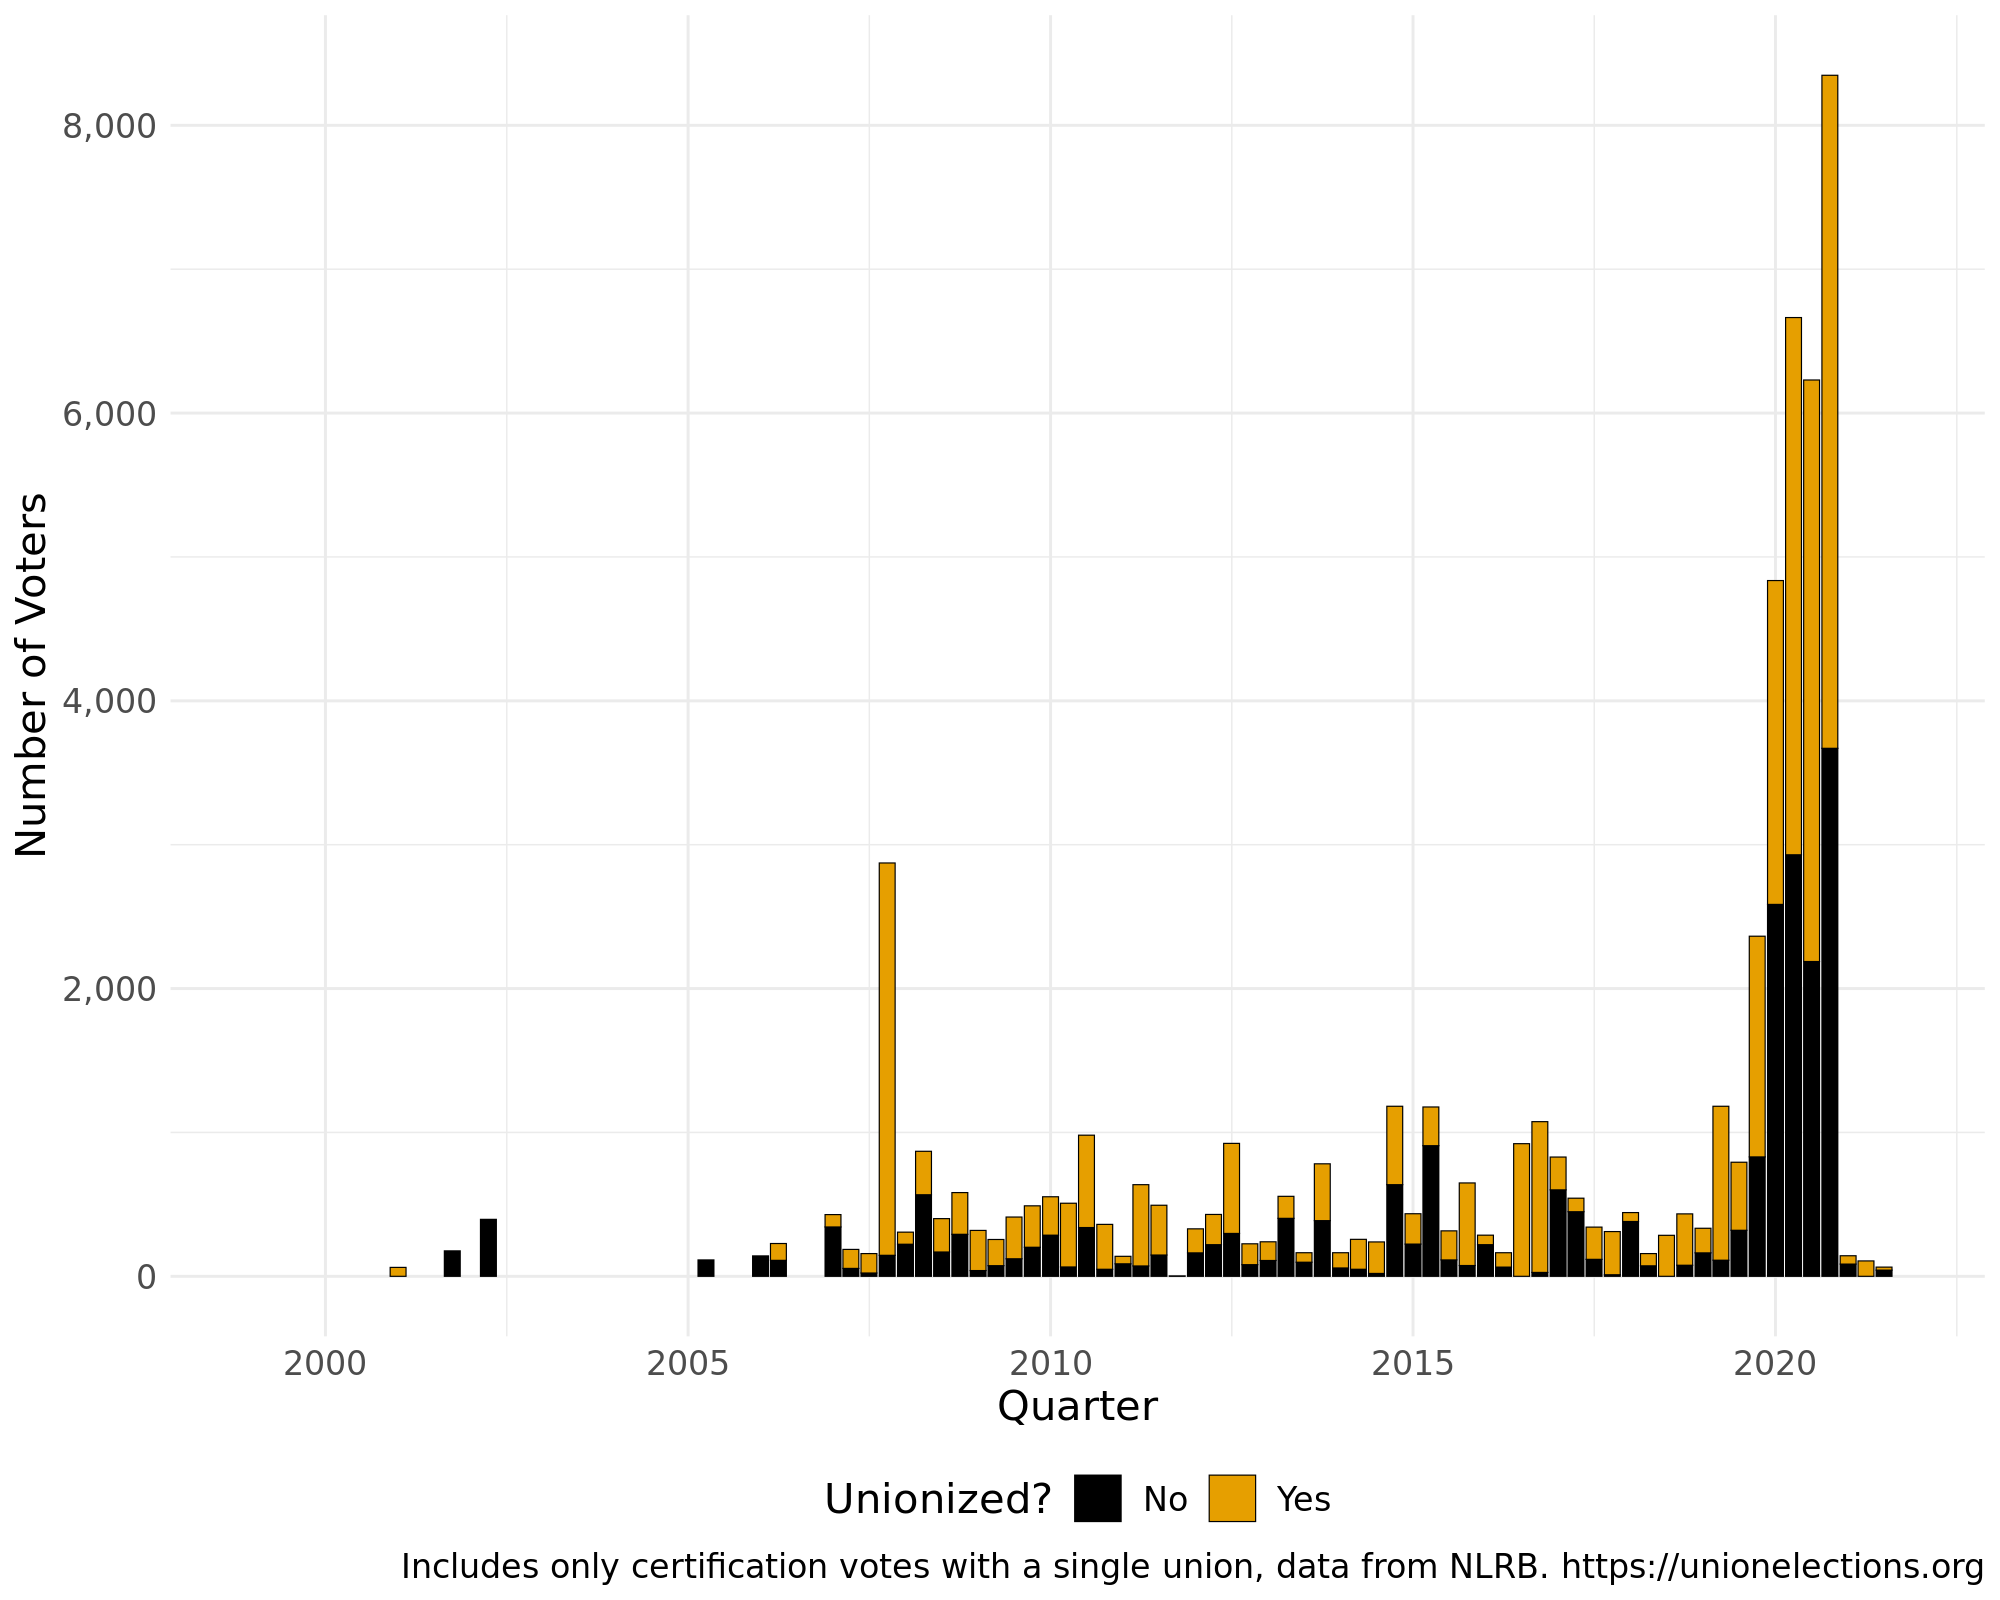 8,000
6,000
4,000
2,000
0
Number of Voters
2000 2005 2010 2015 2020
Quarter
Unionized? No Yes
Includes only certification votes with a single union, data from NLRB. https://unionelections.org